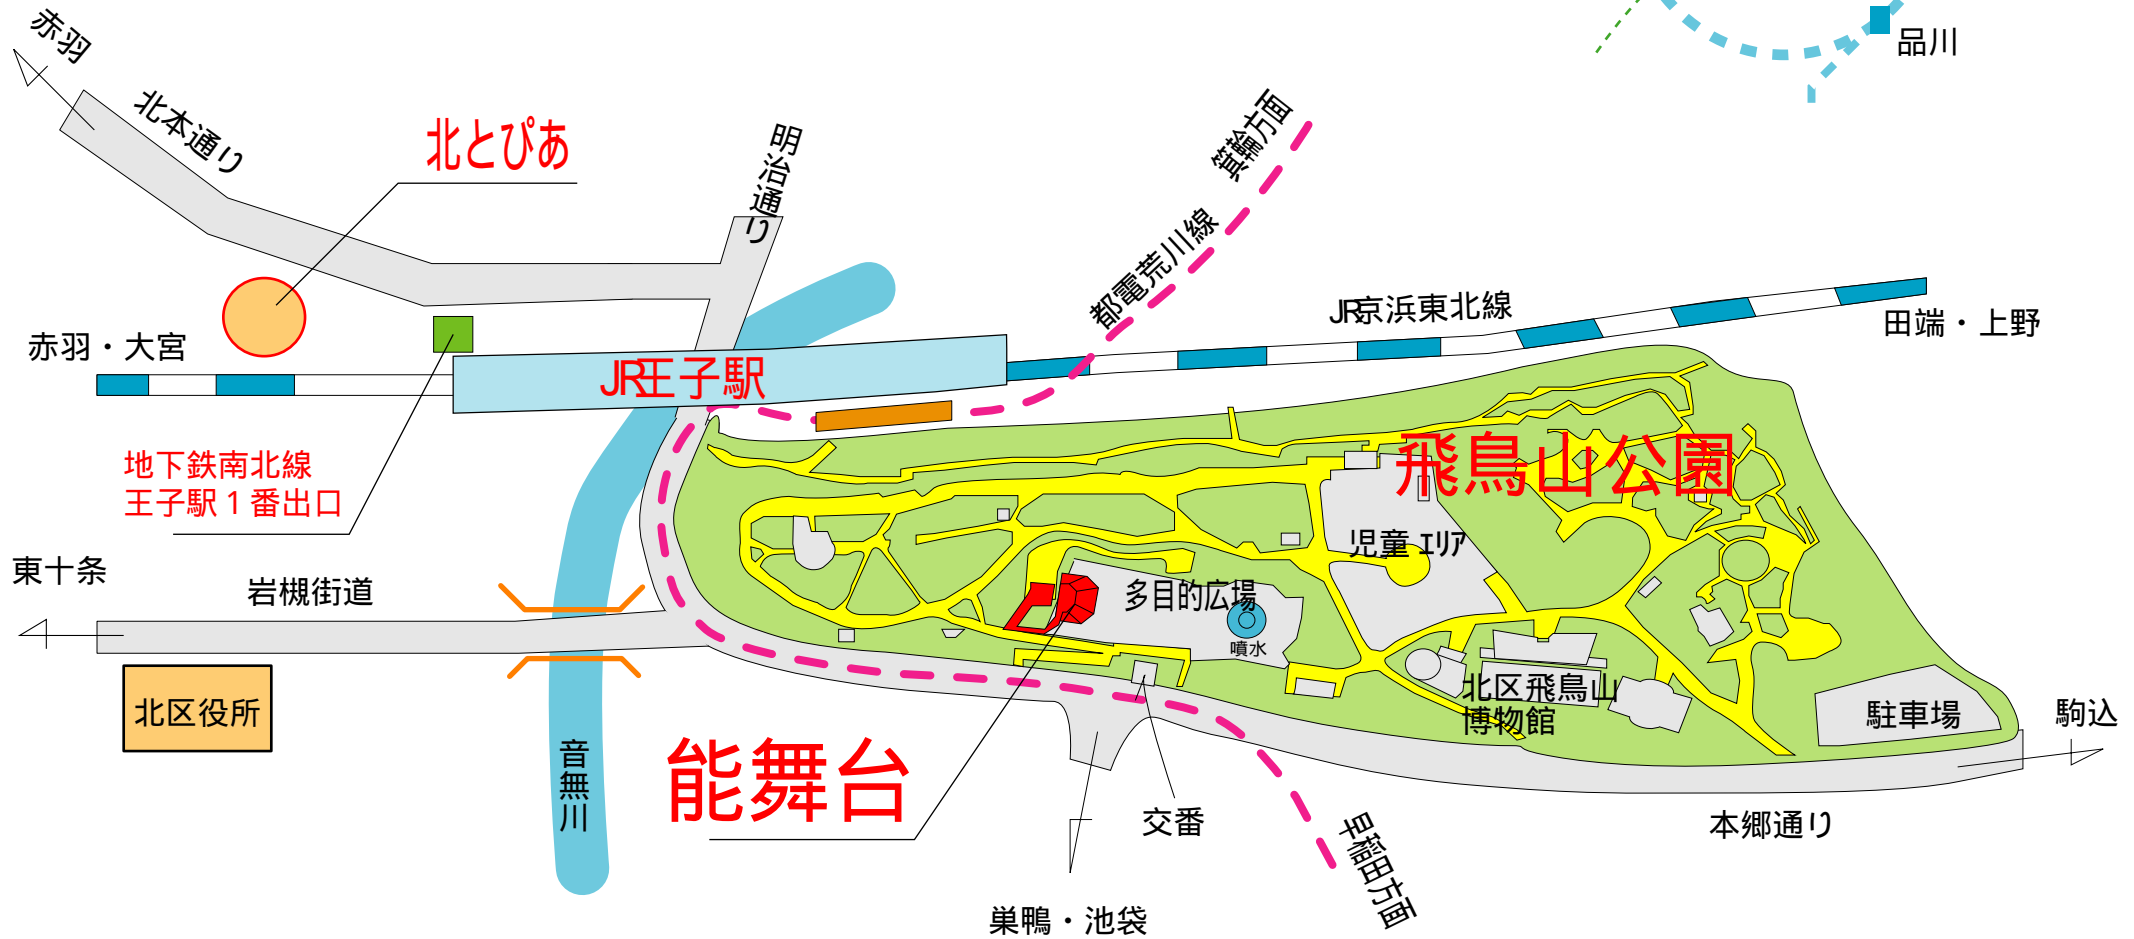 赤羽
品川
北本通り
北とぴあ
明治通り
箕輪方面
都電荒川線
JR京浜東北線
田端・上野
赤羽・大宮
JR王子駅
地下鉄南北線
王子駅1番出口
飛鳥山公園
児童エリア
東十条
岩槻街道
多目的広場
噴水
北区役所
北区飛鳥山
博物館
駐車場
駒込
音無川
能舞台
交番
本郷通り
早稲田方面
巣鴨・池袋